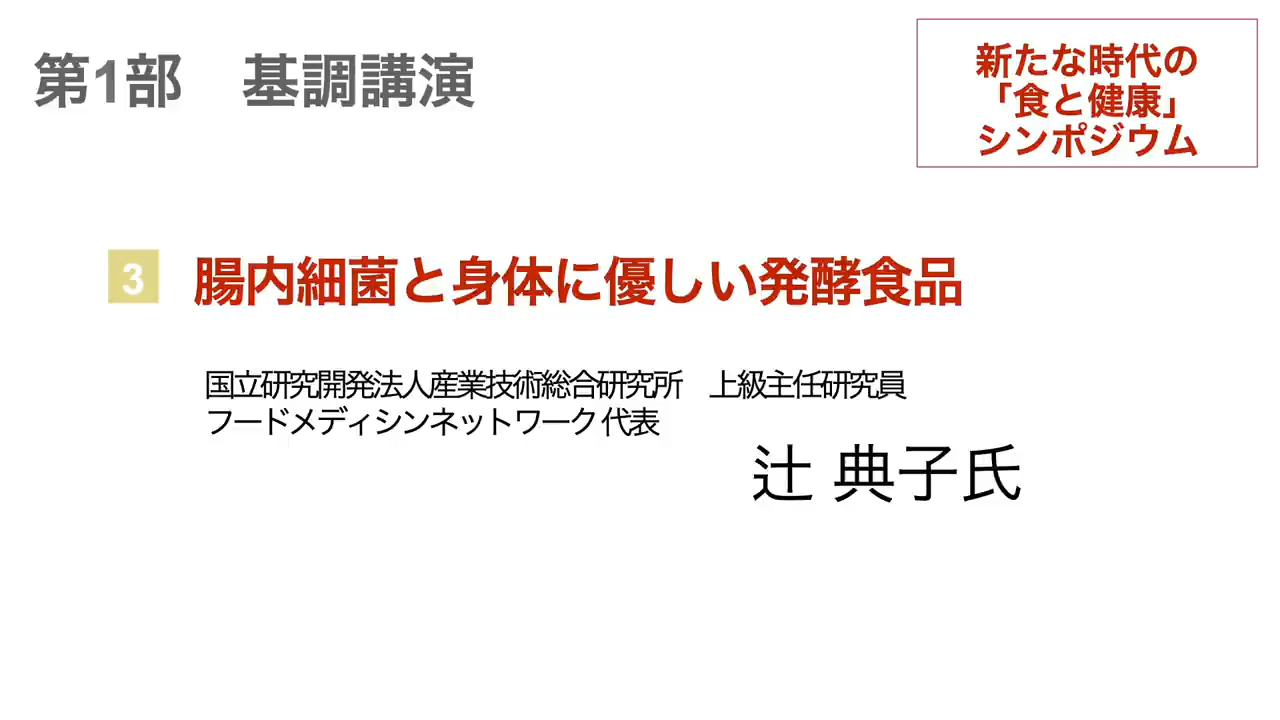 第1部　基調講演
新たな時代の
「食と健康」
シンポジウム
3 腸内細菌と身体に優しい発酵食品
国立研究開発法人産業技術総合研究所　上級主任研究員
フードメディシンネットワーク 代表
辻 典子氏